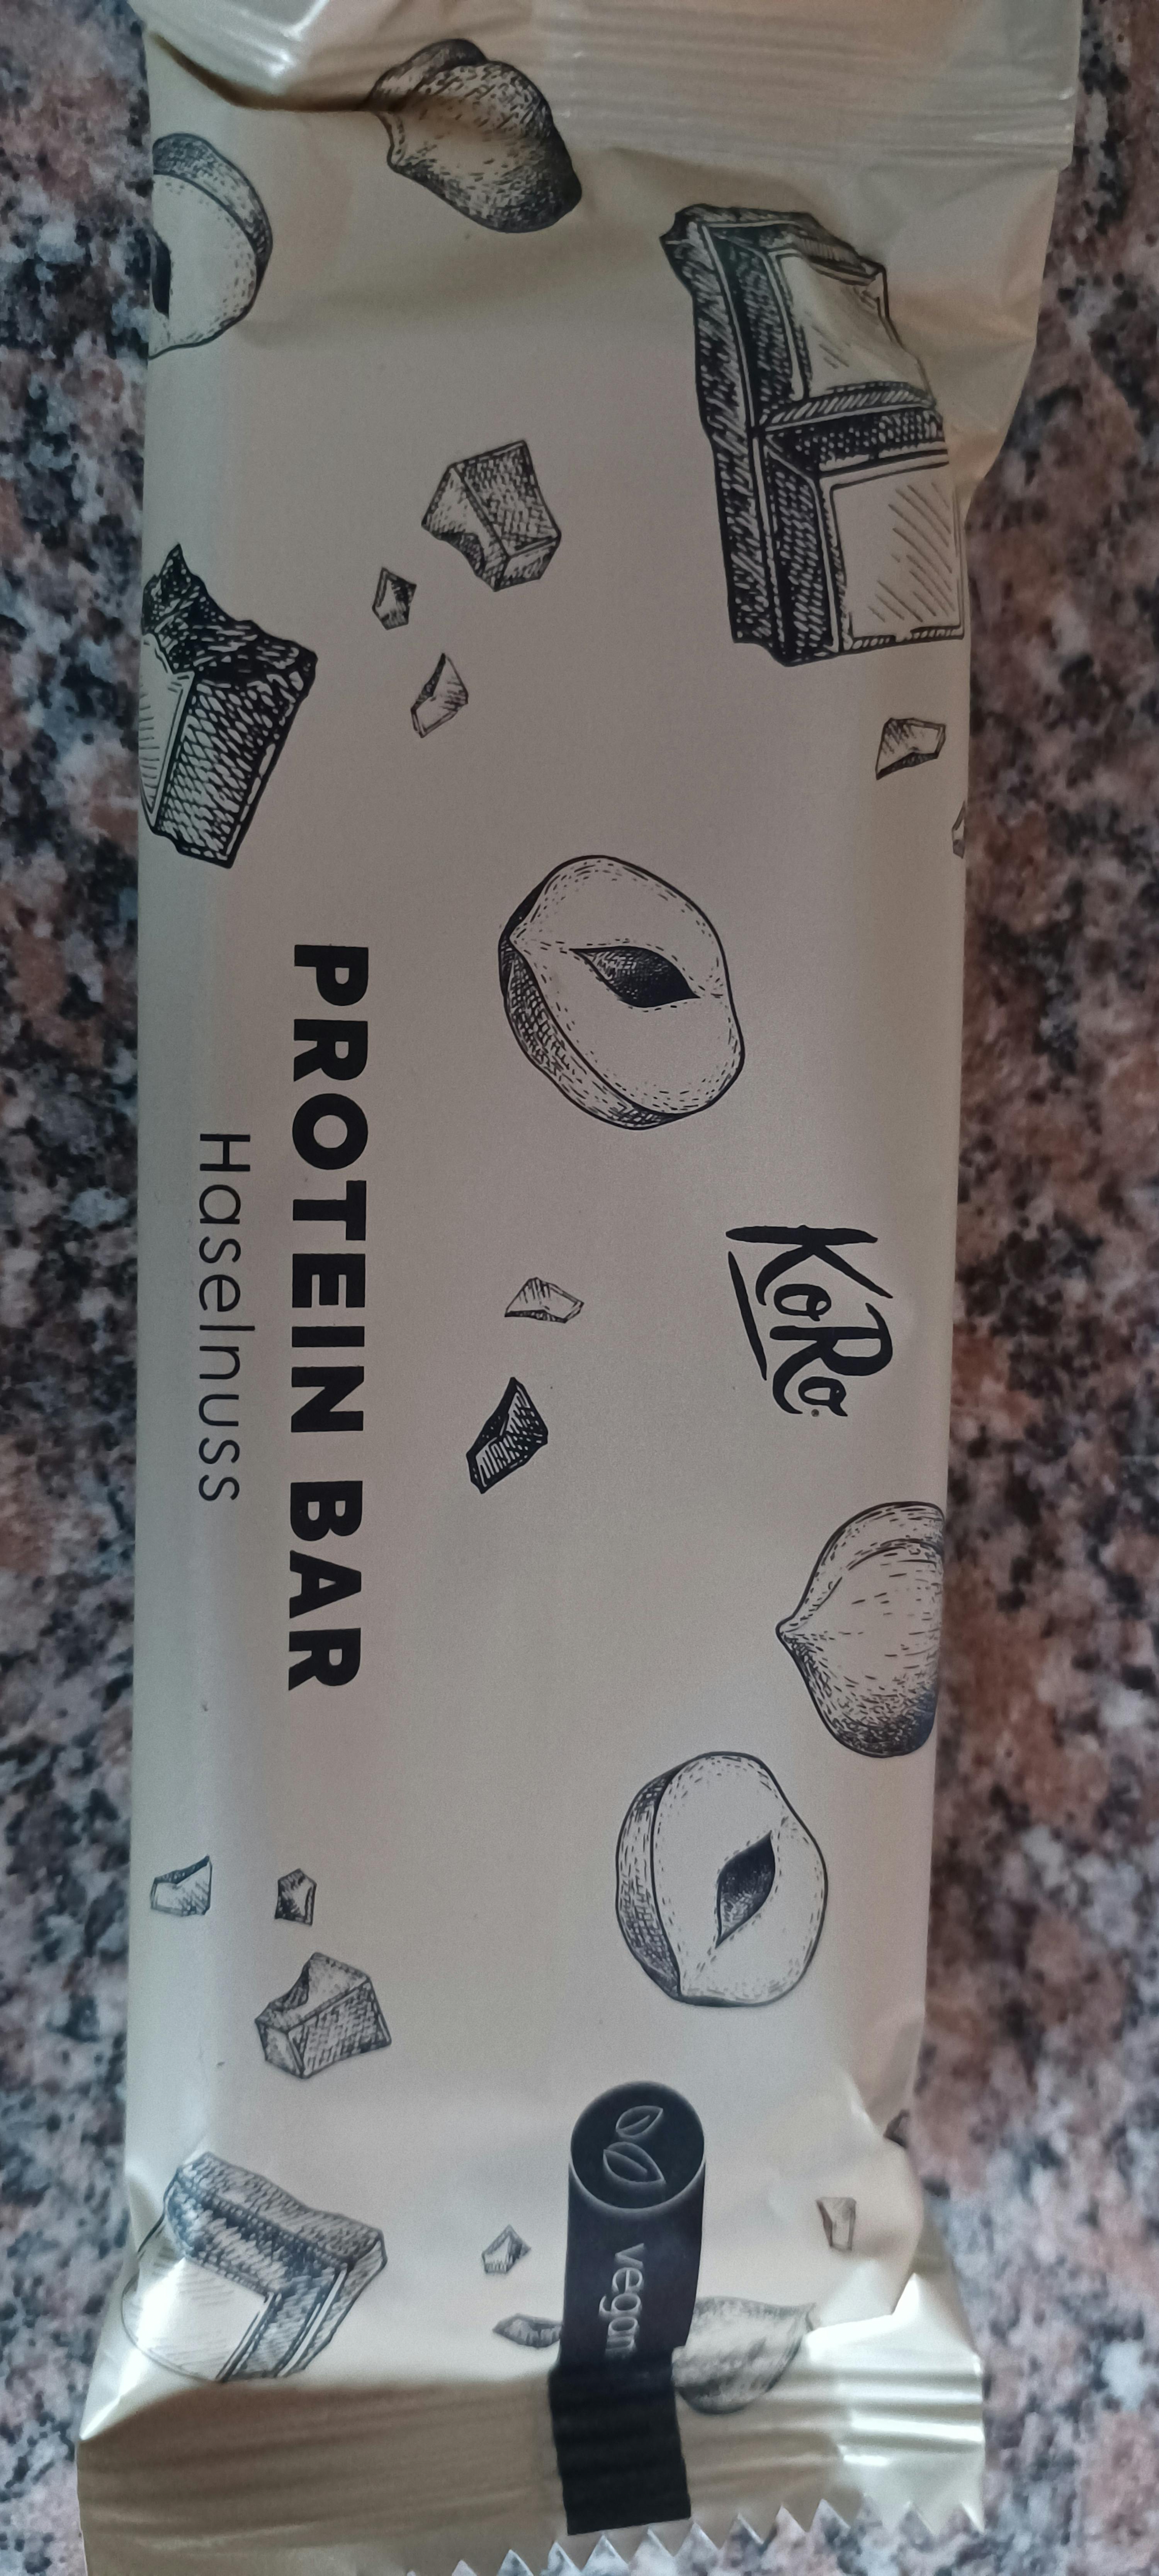 KoRo
PROTEIN BAR
Haselnuss
vegan